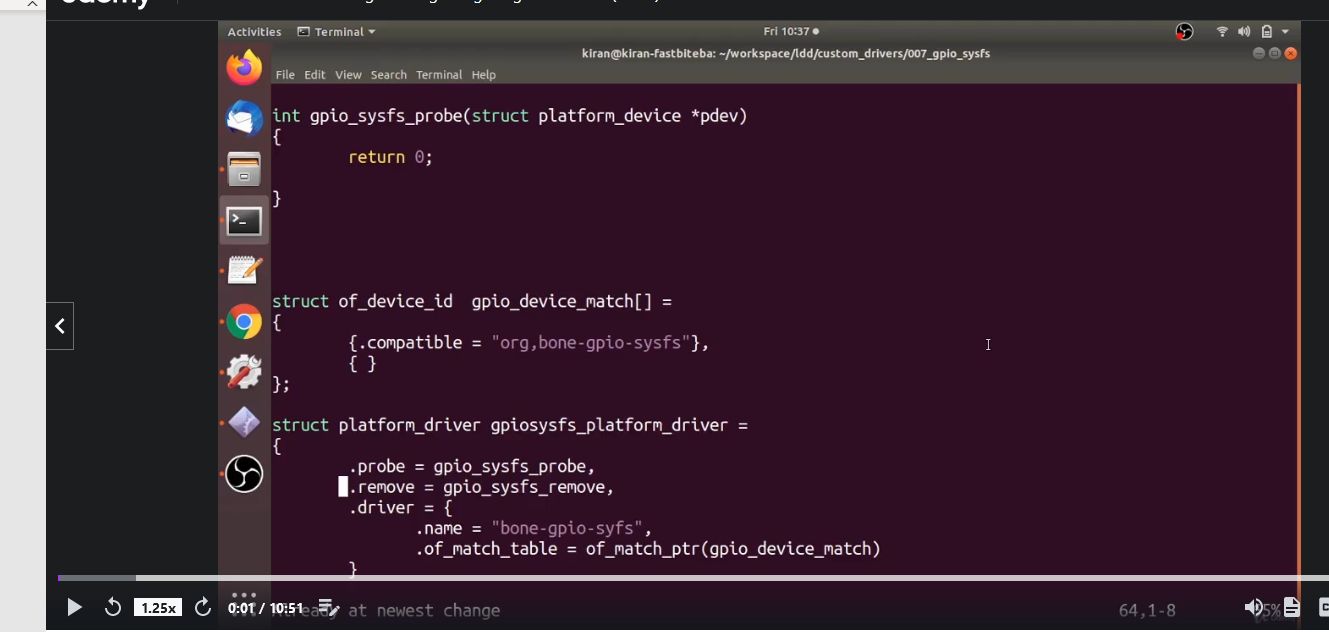 Activities Terminal Fri 10:37
kiran@kiran-fastbiteba: ~/workspace/ldd/custom_drivers/007_gpio_sysfs
File Edit View Search Terminal Help
int gpio_sysfs_probe(struct platform_device *pdev)
{
return 0;
}
struct of_device_id gpio_device_match[] =
{
{.compatible = "org,bone-gpio-sysfs"},
{ }
};
struct platform_driver gpiosysfs_platform_driver =
{
.probe = gpio_sysfs_probe,
.remove = gpio_sysfs_remove,
.driver = {
.name = "bone-gpio-syfs",
.of_match_table = of_match_ptr(gpio_device_match)
}
1.25x 0:01 / 10:51 at newest change 64,1-8